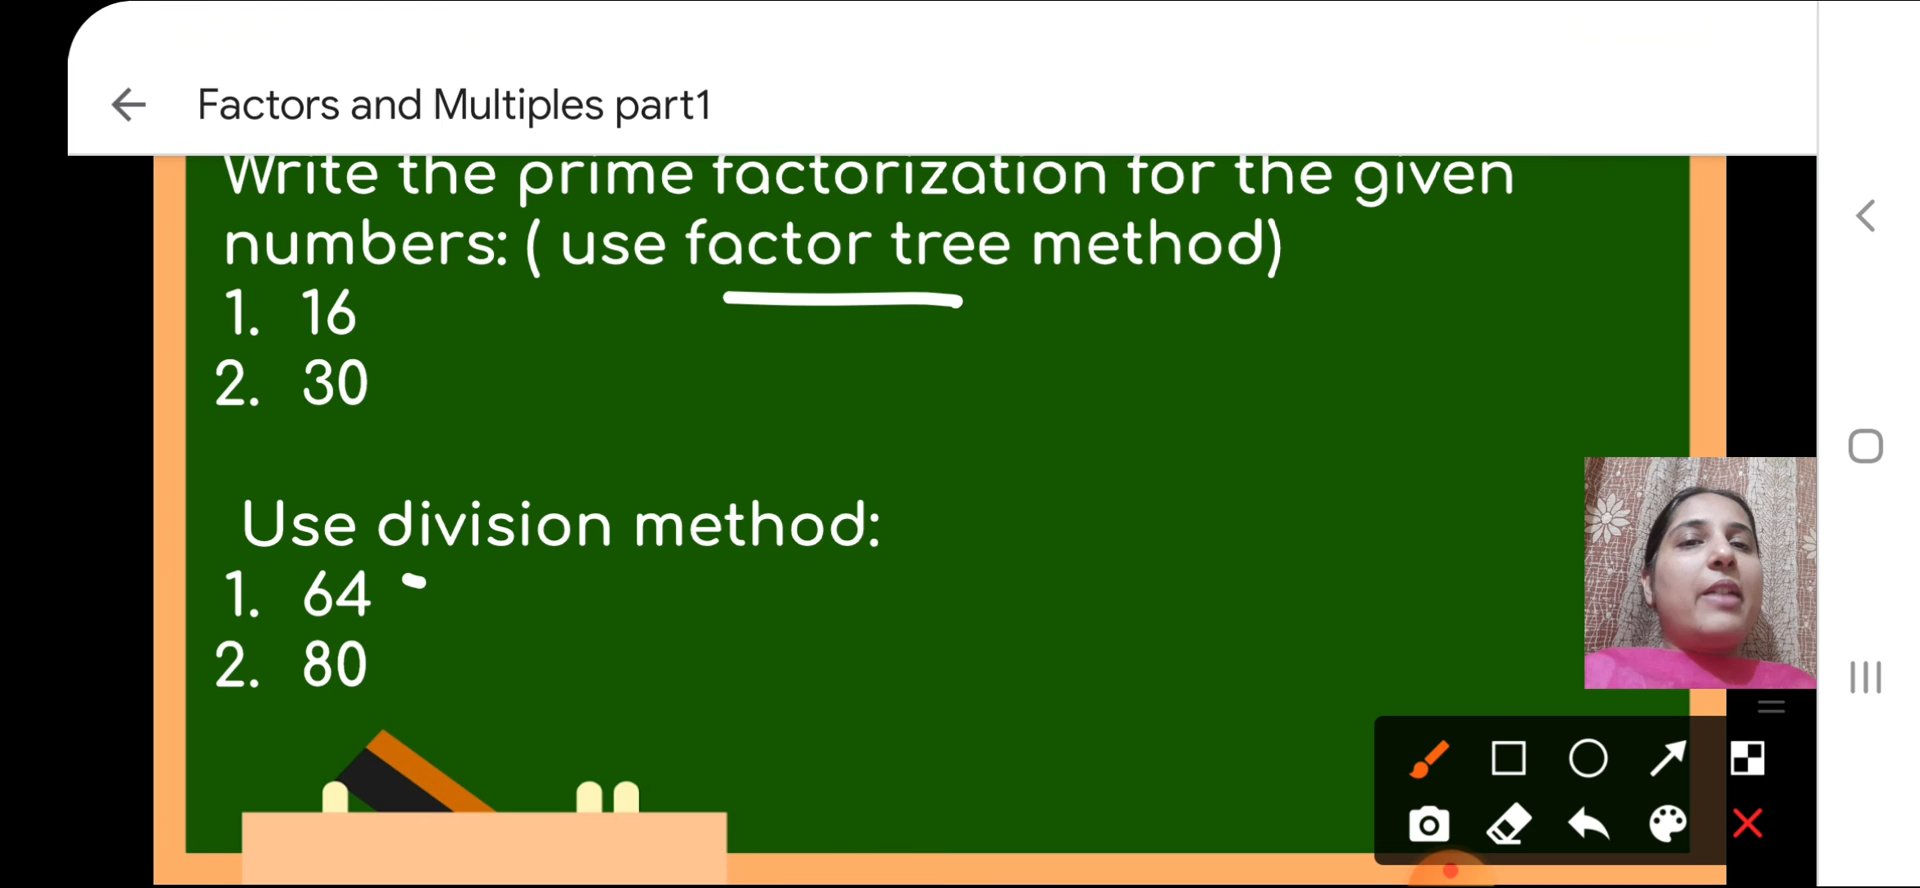 Factors and Multiples part1
Write the prime factorization for the given
numbers: ( use factor tree method)
1. 16
2. 30
Use division method:
1. 64
2. 80